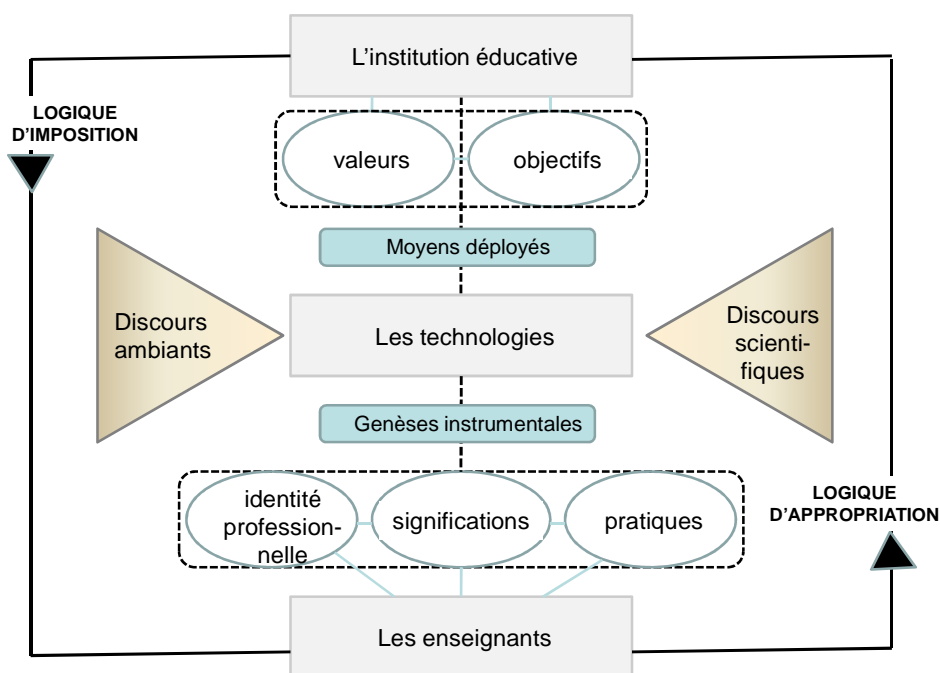 L'institution éducative
LOGIQUE
D'IMPOSITION
valeurs
objectifs
Moyens déployés
Discours
ambiants
Les technologies
Discours
scienti-
fiques
Genèses instrumentales
identité
profession-
nelle
significations
pratiques
LOGIQUE
D'APPROPRIATION
Les enseignants